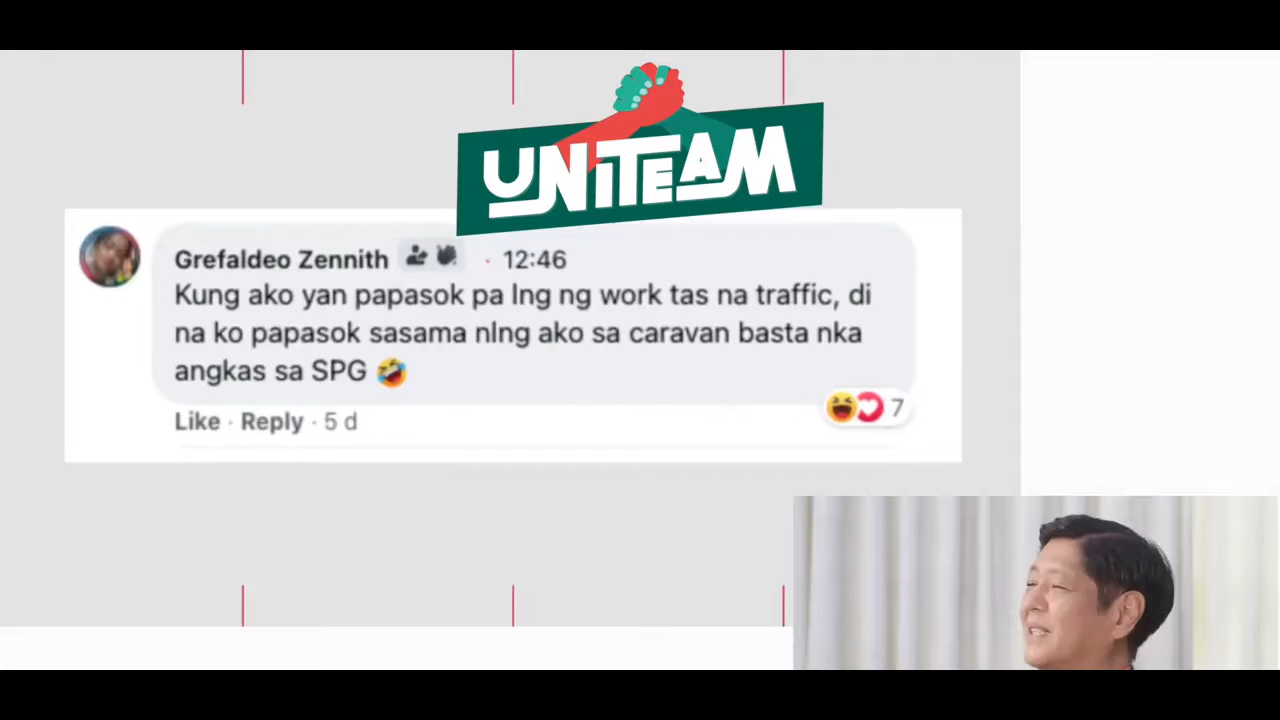 UNiTEAM
Grefaldeo Zennith · 12:46
Kung ako yan papasok pa lng ng work tas na traffic, di
na ko papasok sasama nlng ako sa caravan basta nka
angkas sa SPG 🤣
7
Like · Reply · 5 d